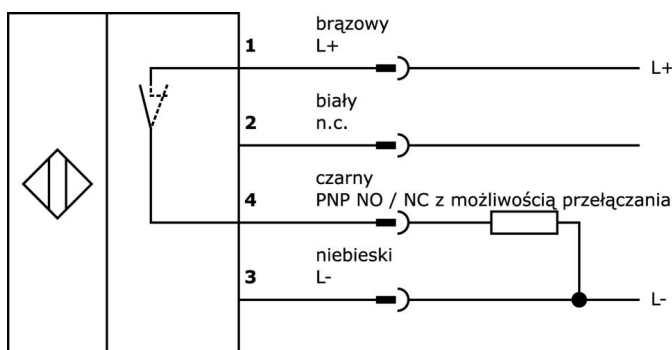 brązowy
1 L+
L+
biały
2 n.c.
czarny
4 PNP NO / NC z możliwością przełączania
niebieski
3 L-
L-